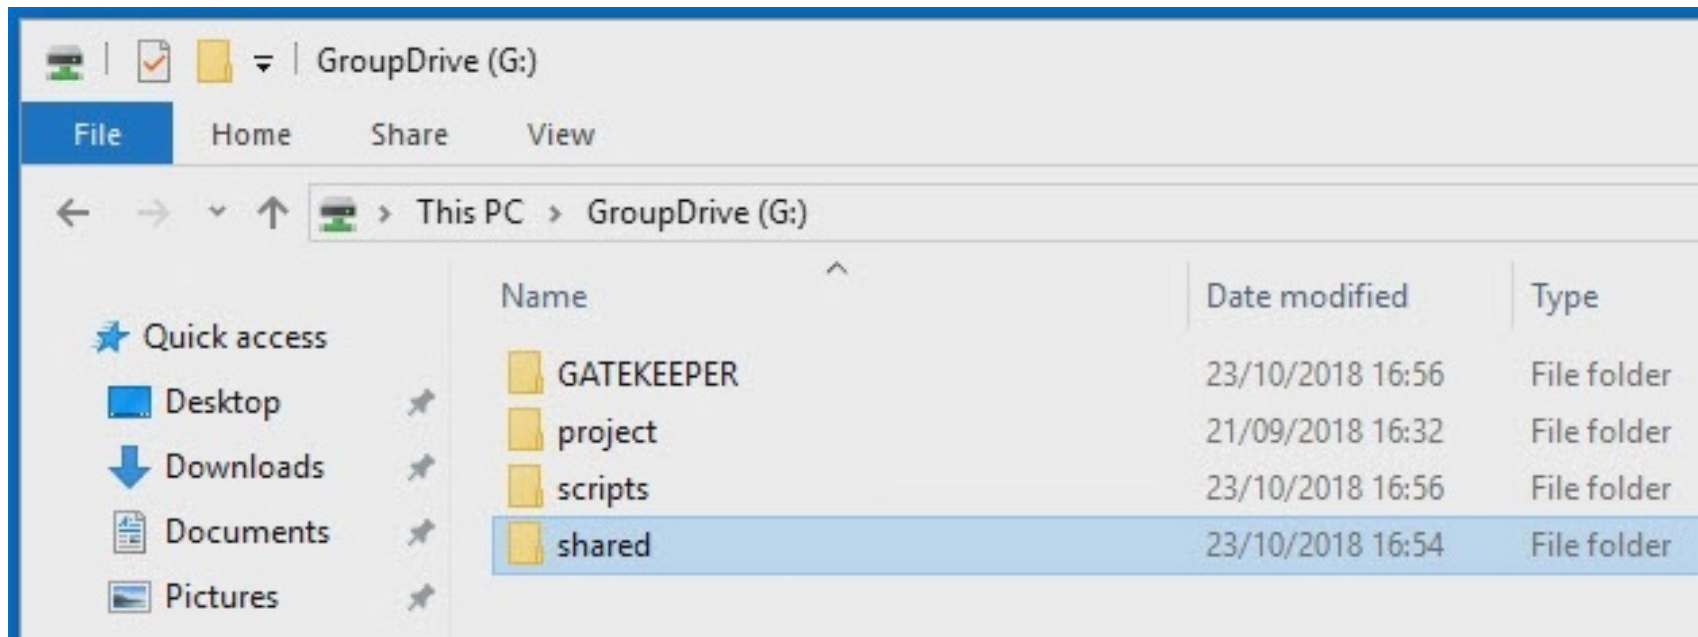 GroupDrive (G:)
File Home Share View
This PC > GroupDrive (G:)
Name Date modified Type
Quick access
Desktop
Downloads
Documents
Pictures
GATEKEEPER 23/10/2018 16:56 File folder
project 21/09/2018 16:32 File folder
scripts 23/10/2018 16:56 File folder
shared 23/10/2018 16:54 File folder